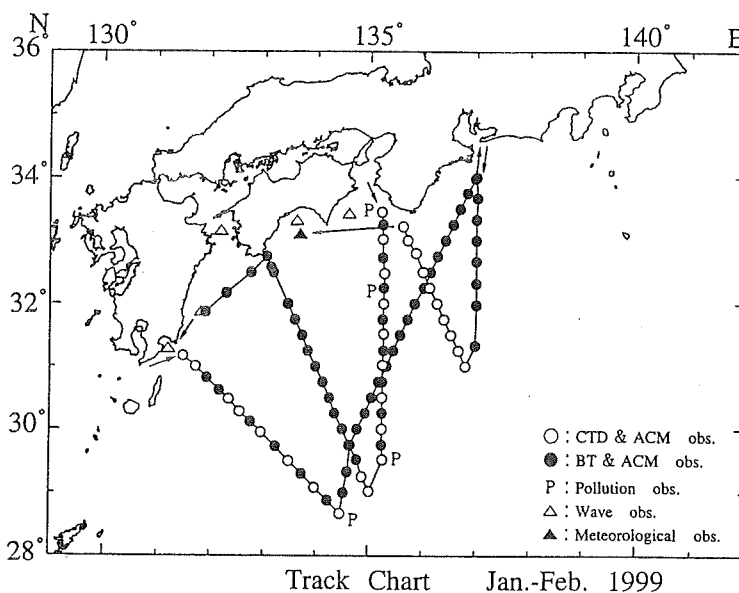 N 130° 135° 140° E
36°
34°
P
32°
P
30°
P
P
28°
○ : CTD & ACM obs.
● : BT & ACM obs.
P : Pollution obs.
△ : Wave obs.
▲ : Meteorological obs.
Track Chart Jan.-Feb. 1999